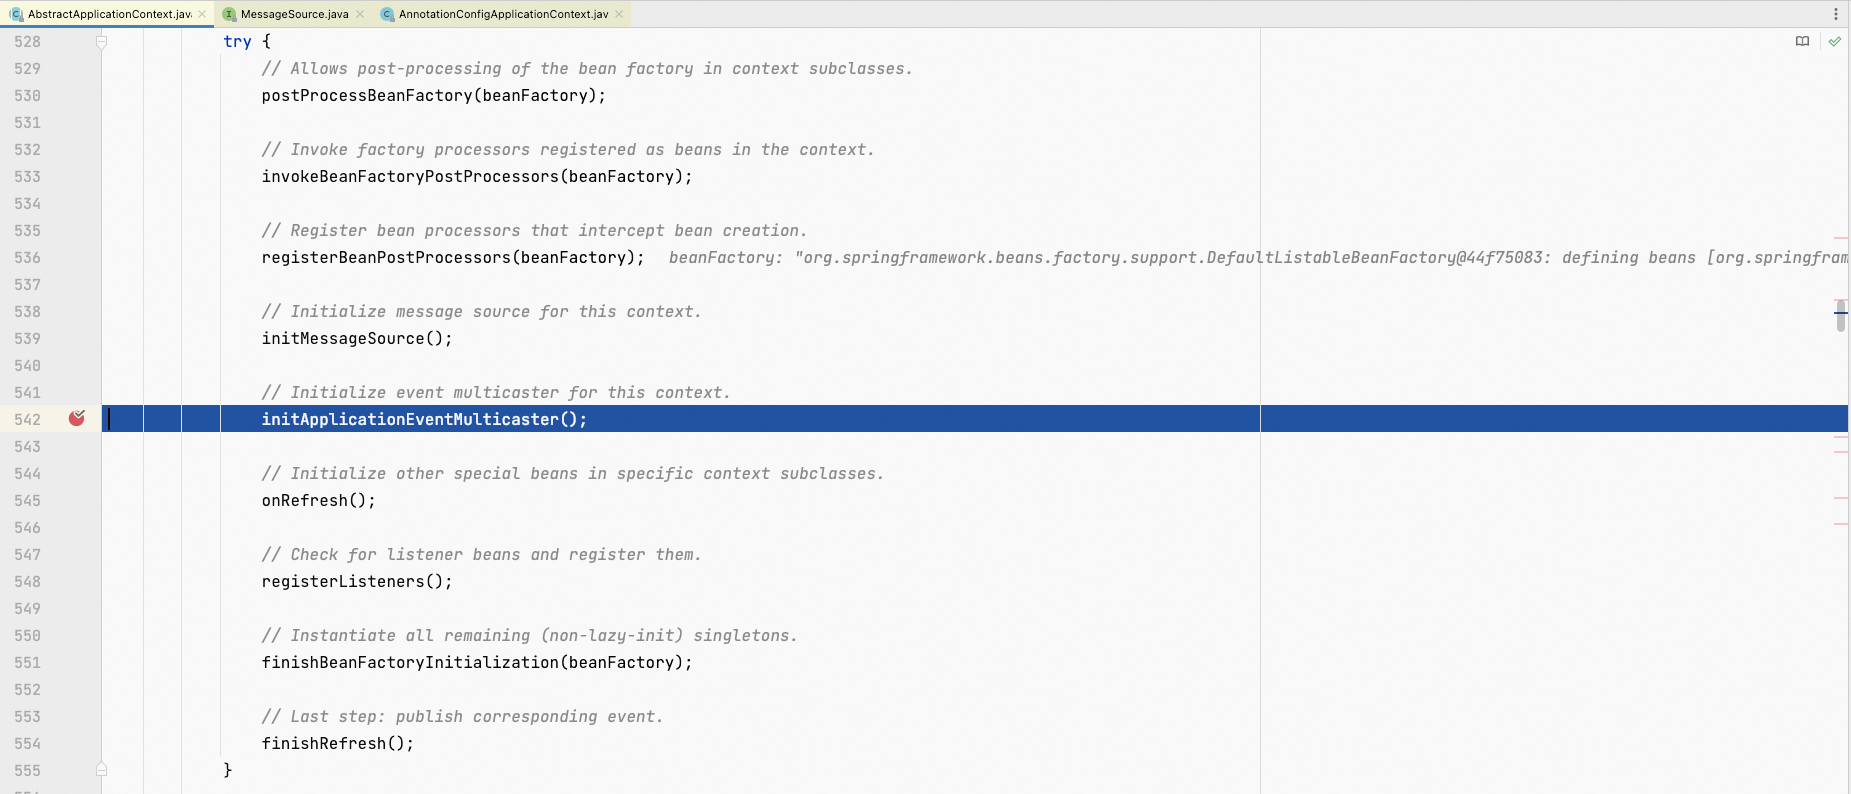 AbstractApplicationContext.java MessageSource.java AnnotationConfigApplicationContext.jav
528 try {
529 // Allows post-processing of the bean factory in context subclasses.
530 postProcessBeanFactory(beanFactory);
531
532 // Invoke factory processors registered as beans in the context.
533 invokeBeanFactoryPostProcessors(beanFactory);
534
535 // Register bean processors that intercept bean creation.
536 registerBeanPostProcessors(beanFactory); beanFactory: "org.springframework.beans.factory.support.DefaultListableBeanFactory@44f75083: defining beans [org.springfram
537
538 // Initialize message source for this context.
539 initMessageSource();
540
541 // Initialize event multicaster for this context.
542 initApplicationEventMulticaster();
543
544 // Initialize other special beans in specific context subclasses.
545 onRefresh();
546
547 // Check for listener beans and register them.
548 registerListeners();
549
550 // Instantiate all remaining (non-lazy-init) singletons.
551 finishBeanFactoryInitialization(beanFactory);
552
553 // Last step: publish corresponding event.
554 finishRefresh();
555 }